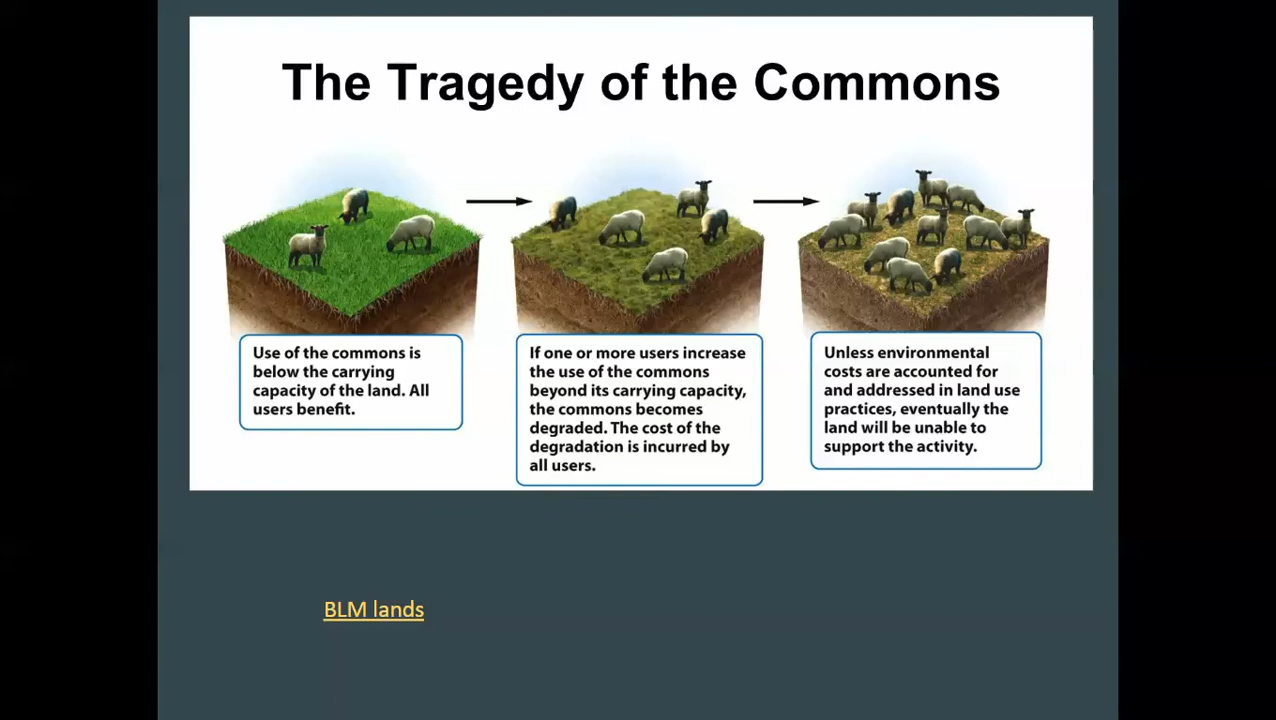 The Tragedy of the Commons
Use of the commons is
below the carrying
capacity of the land. All
users benefit.
If one or more users increase
the use of the commons
beyond its carrying capacity,
the commons becomes
degraded. The cost of the
degradation is incurred by
all users.
Unless environmental
costs are accounted for
and addressed in land use
practices, eventually the
land will be unable to
support the activity.
BLM lands